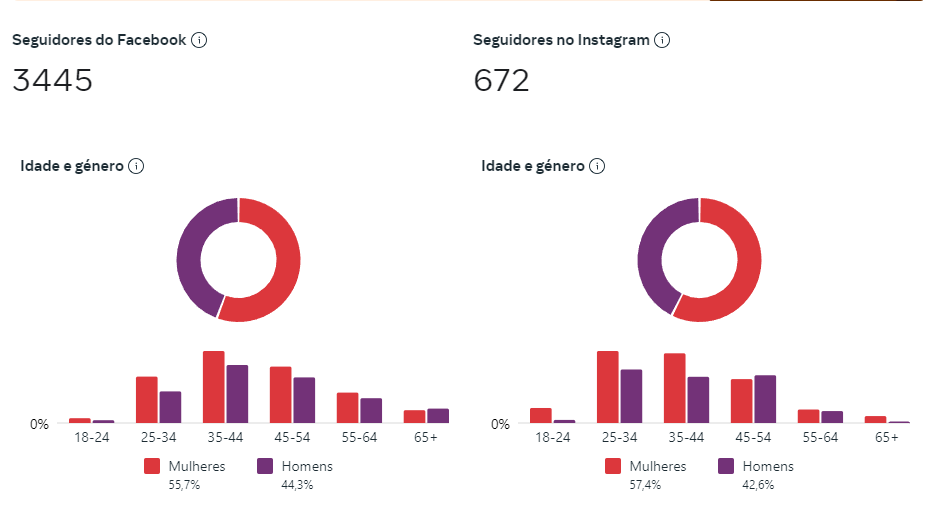 Seguidores do Facebook
3445
Idade e género
0%
18-24 25-34 35-44 45-54 55-64 65+
Mulheres Homens
55,7% 44,3%
Seguidores no Instagram
672
Idade e género
0%
18-24 25-34 35-44 45-54 55-64 65+
Mulheres Homens
57,4% 42,6%